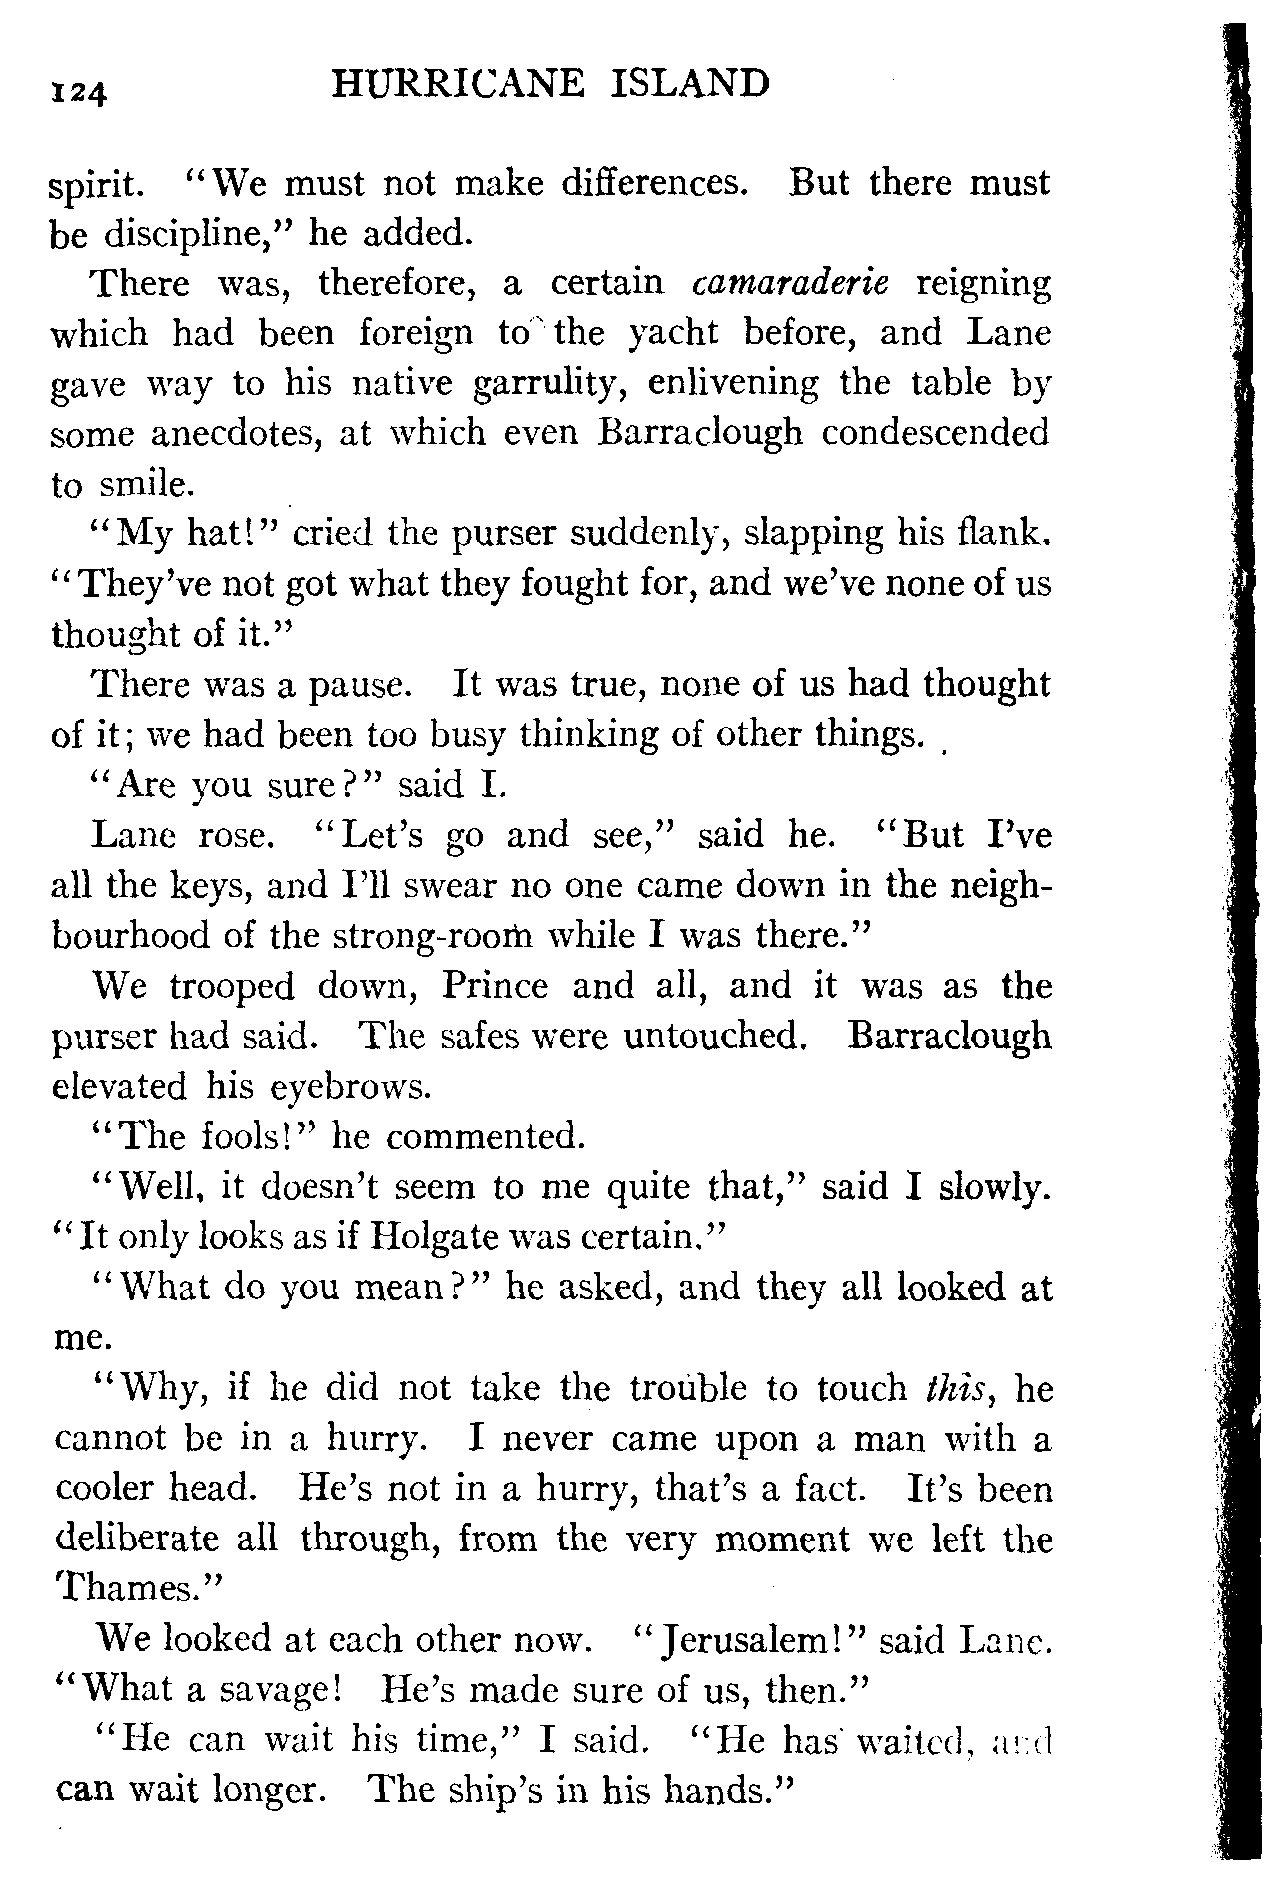 124 HURRICANE ISLAND
spirit. "We must not make differences. But there must
be discipline," he added.
There was, therefore, a certain camaraderie reigning
which had been foreign to the yacht before, and Lane
gave way to his native garrulity, enlivening the table by
some anecdotes, at which even Barraclough condescended
to smile.
"My hat!" cried the purser suddenly, slapping his flank.
"They've not got what they fought for, and we've none of us
thought of it."
There was a pause. It was true, none of us had thought
of it; we had been too busy thinking of other things.
"Are you sure?" said I.
Lane rose. "Let's go and see," said he. "But I've
all the keys, and I'll swear no one came down in the neigh-
bourhood of the strong-room while I was there."
We trooped down, Prince and all, and it was as the
purser had said. The safes were untouched. Barraclough
elevated his eyebrows.
"The fools!" he commented.
"Well, it doesn't seem to me quite that," said I slowly.
"It only looks as if Holgate was certain."
"What do you mean?" he asked, and they all looked at
me.
"Why, if he did not take the trouble to touch this, he
cannot be in a hurry. I never came upon a man with a
cooler head. He's not in a hurry, that's a fact. It's been
deliberate all through, from the very moment we left the
Thames."
We looked at each other now. "Jerusalem!" said Lane.
"What a savage! He's made sure of us, then."
"He can wait his time," I said. "He has waited, and
can wait longer. The ship's in his hands."